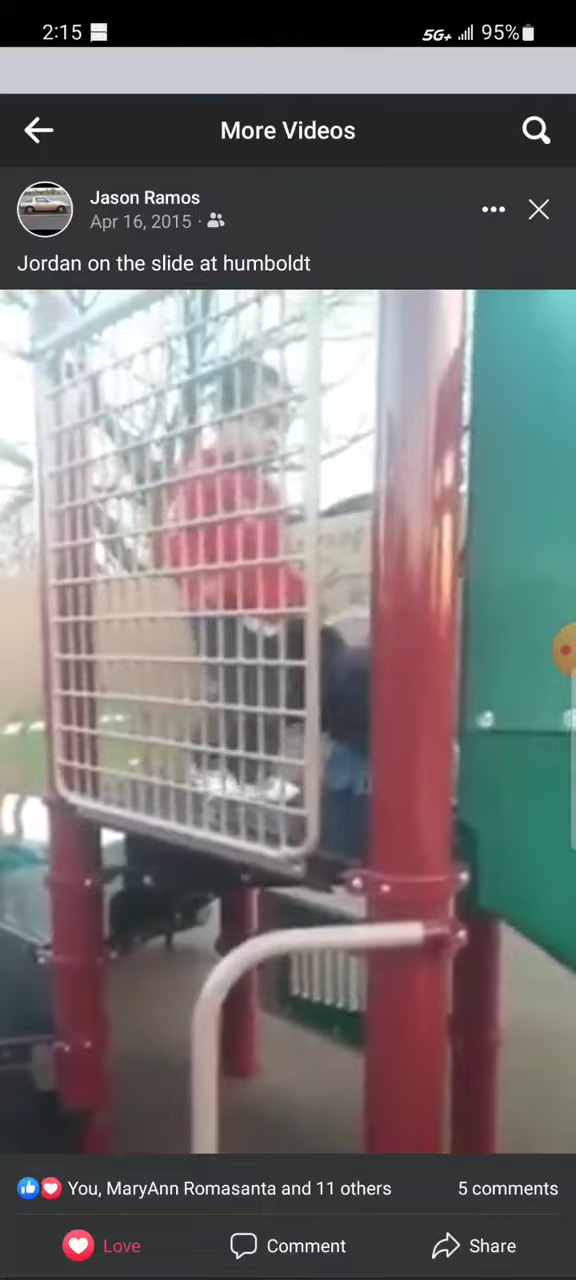 2:15 5G+ 95%
More Videos
Jason Ramos
Apr 16, 2015 ·
Jordan on the slide at humboldt
You, MaryAnn Romasanta and 11 others 5 comments
Love Comment Share